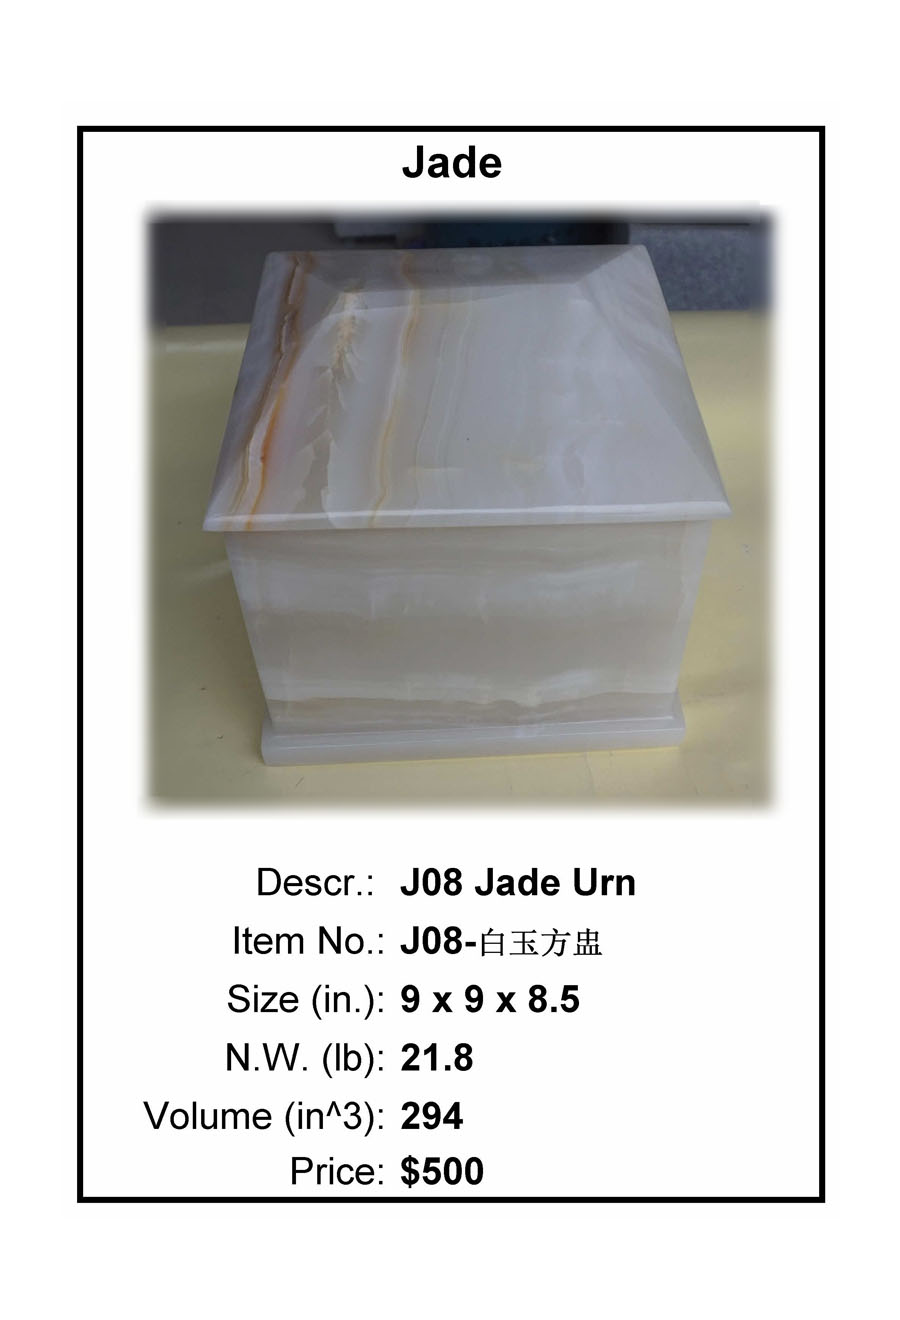 Jade
Descr.: J08 Jade Urn
Item No.: J08-白玉方盅
Size (in.): 9 x 9 x 8.5
N.W. (lb): 21.8
Volume (in^3): 294
Price: $500